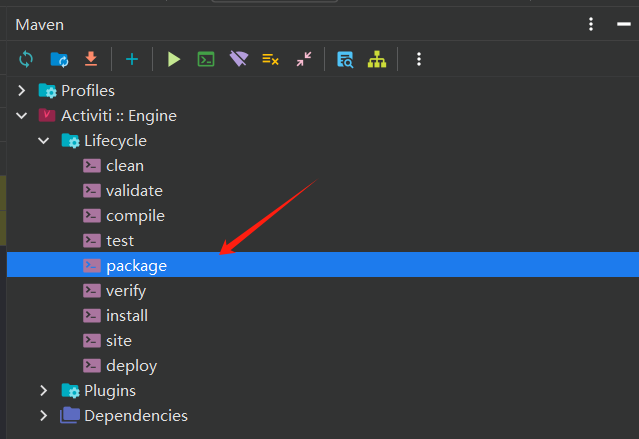 Maven
Profiles
Activiti :: Engine
Lifecycle
clean
validate
compile
test
package
verify
install
site
deploy
Plugins
Dependencies